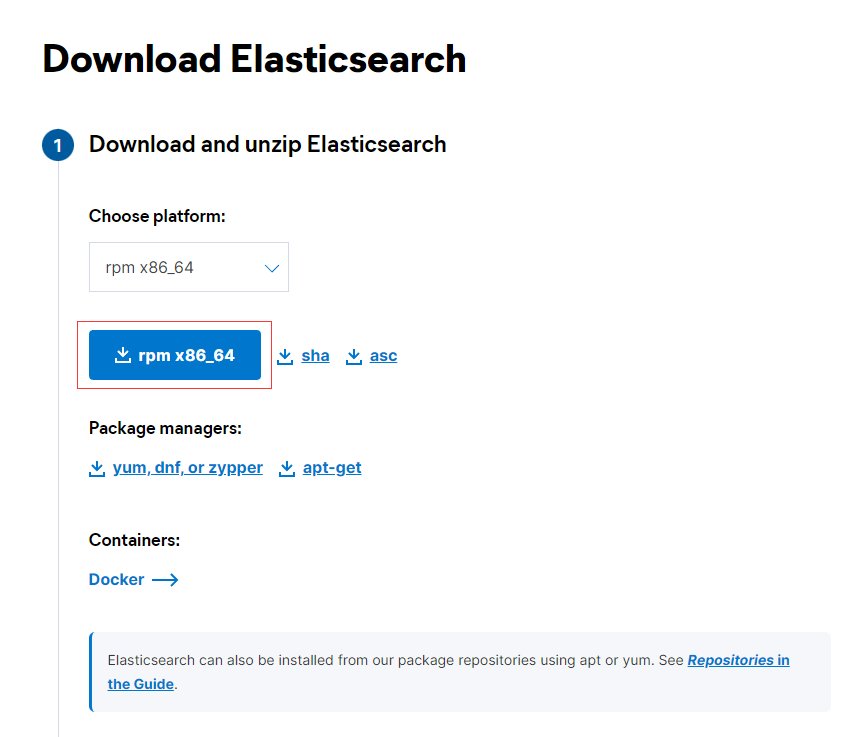 Download Elasticsearch
1 Download and unzip Elasticsearch
Choose platform:
rpm x86_64
rpm x86_64 sha asc
Package managers:
yum, dnf, or zypper apt-get
Containers:
Docker
Elasticsearch can also be installed from our package repositories using apt or yum. See Repositories in
the Guide.